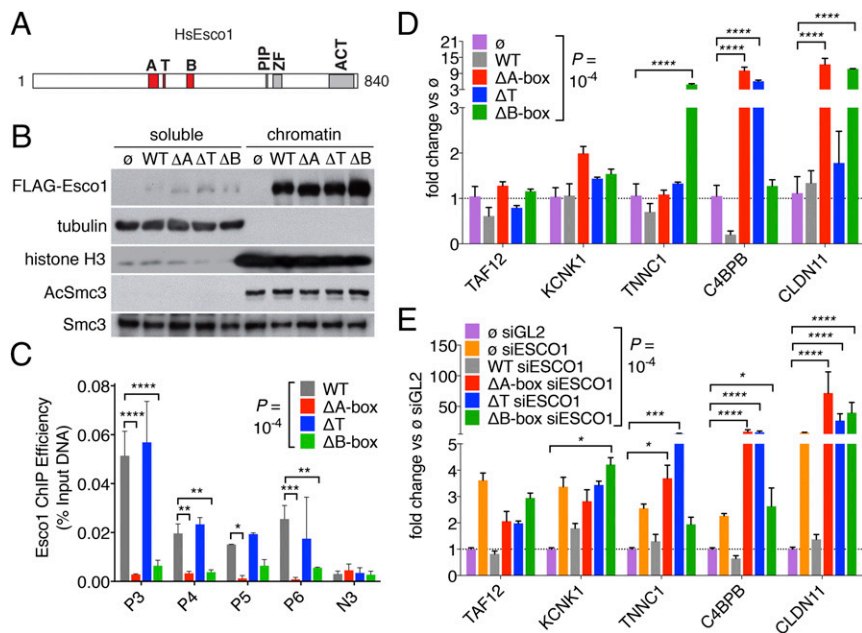 A
HsEsco1
A T B PIP ZF ACT
1 840
B
soluble chromatin
ø WT ΔA ΔT ΔB ø WT ΔA ΔT ΔB
FLAG-Esco1
tubulin
histone H3
AcSmc3
Smc3
C
Esco1 ChIP Efficiency
(% Input DNA)
0.08
0.06
0.04
0.02
0.00
P =
10-4
WT
ΔA-box
ΔT
ΔB-box
****
****
**
**
*
**
***
P3 P4 P5 P6 N3
D
fold change vs ø
21
15
9
3
3
2
1
0
ø
WT
ΔA-box
ΔT
ΔB-box
P =
10-4
****
****
****
****
****
TAF12 KCNK1 TNNC1 C4BPB CLDN11
E
fold change vs ø siGL2
150
100
50
6
5
4
3
2
1
0
ø siGL2
ø siESCO1
WT siESCO1
ΔA-box siESCO1
ΔT siESCO1
ΔB-box siESCO1
P =
10-4
*
***
*
*
****
****
****
****
****
TAF12 KCNK1 TNNC1 C4BPB CLDN11